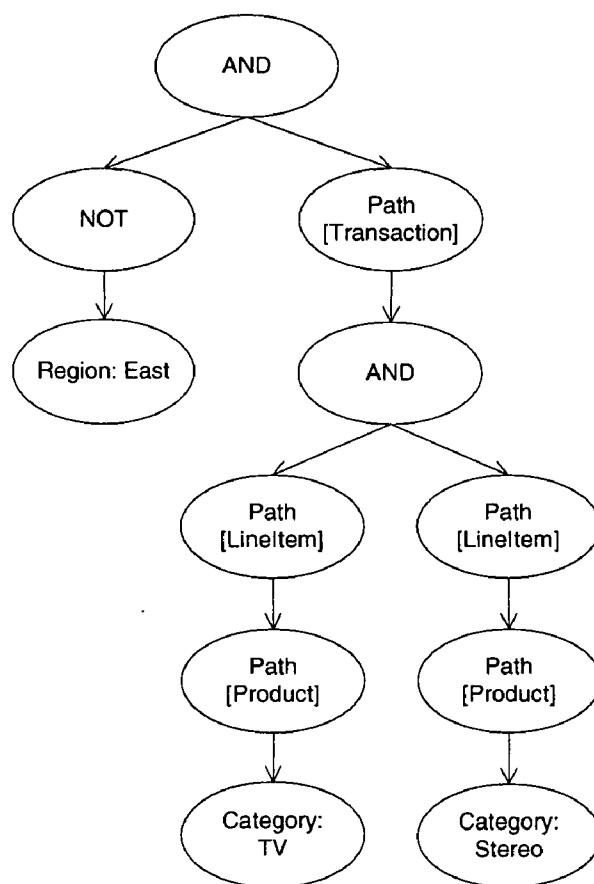 AND
NOT
Path
[Transaction]
Region: East
AND
Path
[LineItem]
Path
[LineItem]
Path
[Product]
Path
[Product]
Category:
TV
Category:
Stereo